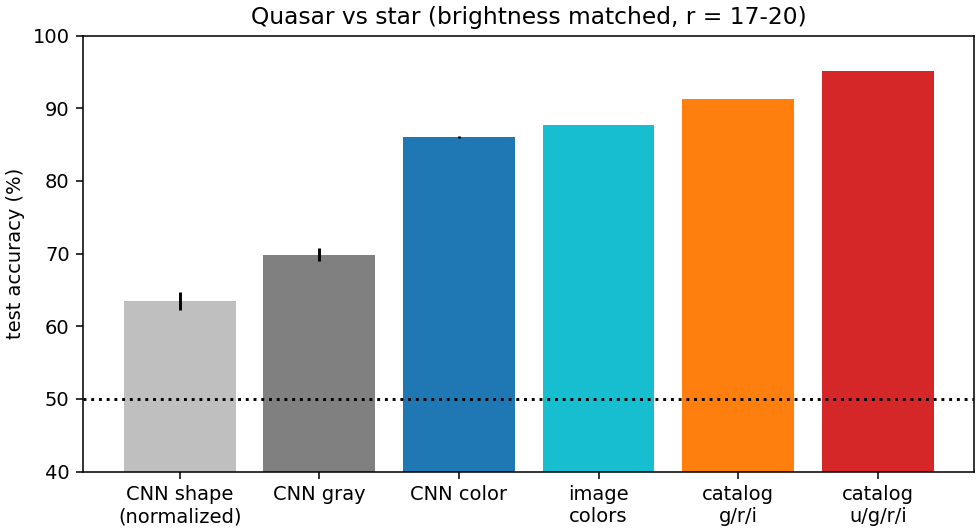 Quasar vs star (brightness matched, r = 17-20)
test accuracy (%)
100
90
80
70
60
50
40
CNN shape
(normalized)
CNN gray
CNN color
image
colors
catalog
g/r/i
catalog
u/g/r/i